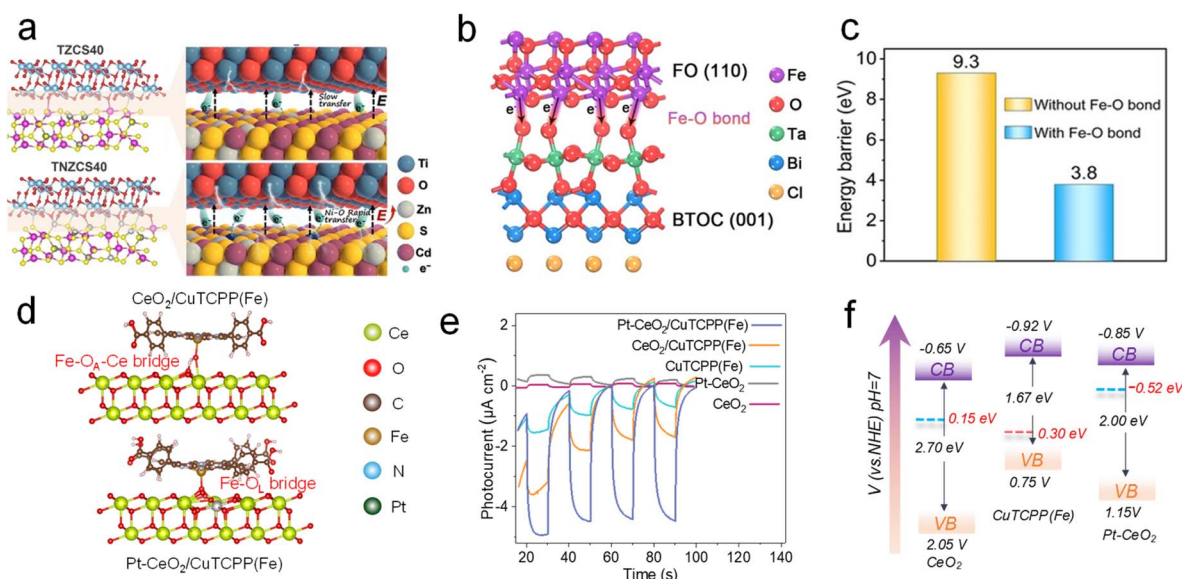 a
TZCS40
Slow
transfer
E
TNZCS40
Ni-O Rapid
transfer
E
Ti
O
Zn
S
Cd
e⁻
b
FO (110)
e⁻ e⁻ e⁻ e⁻
Fe-O bond
BTOC (001)
Fe
O
Ta
Bi
Cl
c
Energy barrier (eV)
10
8
6
4
2
0
9.3
3.8
Without Fe-O bond
With Fe-O bond
d
CeO₂/CuTCPP(Fe)
Fe-O_A-Ce bridge
Fe-O_L bridge
Pt-CeO₂/CuTCPP(Fe)
Ce
O
C
Fe
N
Pt
e
Photocurrent (μA cm⁻²)
2
0
-2
-4
Pt-CeO₂/CuTCPP(Fe)
CeO₂/CuTCPP(Fe)
CuTCPP(Fe)
Pt-CeO₂
CeO₂
20 40 60 80 100 120 140
Time (s)
f
V (vs.NHE) pH=7
-0.65 V
CB
0.15 eV
2.70 eV
VB
2.05 V
CeO₂
-0.92 V
CB
1.67 eV
0.30 eV
VB
0.75 V
CuTCPP(Fe)
-0.85 V
CB
-0.52 eV
2.00 eV
VB
1.15V
Pt-CeO₂